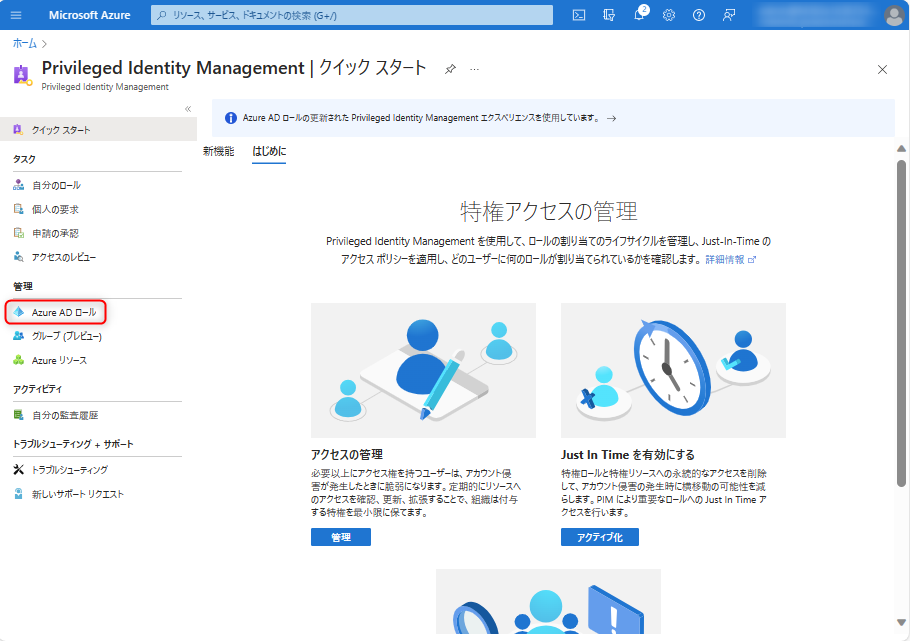 Microsoft Azure
リソース、サービス、ドキュメントの検索 (G+/)
2
ホーム
Privileged Identity Management | クイック スタート
Privileged Identity Management
クイック スタート
タスク
自分のロール
個人の要求
申請の承認
アクセスのレビュー
管理
Azure AD ロール
グループ (プレビュー)
Azure リソース
アクティビティ
自分の監査履歴
トラブルシューティング + サポート
トラブルシューティング
新しいサポート リクエスト
Azure AD ロールの更新された Privileged Identity Management エクスペリエンスを使用しています。 →
新機能
はじめに
特権アクセスの管理
Privileged Identity Management を使用して、ロールの割り当てのライフサイクルを管理し、Just-In-Time の
アクセス ポリシーを適用し、どのユーザーに何のロールが割り当てられているかを確認します。 詳細情報
アクセスの管理
必要以上にアクセス権を持つユーザーは、アカウント侵
害が発生したときに脆弱になります。定期的にリソースへ
のアクセスを確認、更新、拡張することで、組織は付与
する特権を最小限に保てます。
管理
Just In Time を有効にする
特権ロールと特権リソースへの永続的なアクセスを削除
して、アカウント侵害の発生時に横移動の可能性を減
らします。PIM により重要なロールへの Just In Time ア
クセスを行います。
アクティブ化